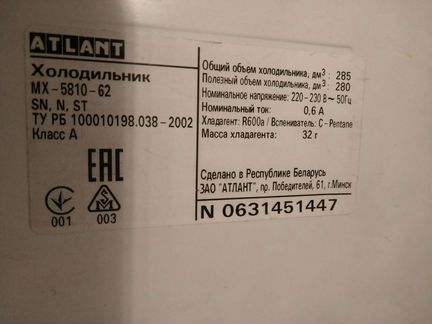 ATLANT
Холодильник
МХ-5810-62
SN, N, ST
ТУ РБ 100010198.038-2002
Класс А
ЕАС
001
003
Общий объем холодильника, дм³: 285
Полезный объем холодильника, дм³: 280
Номинальное напряжение: 220-230 В ~ 50Гц
Номинальный ток: 0,6 А
Хладагент: R600a / Вспениватель: C-Pentane
Масса хладагента: 32 г
Сделано в Республике Беларусь
ЗАО "АТЛАНТ", пр. Победителей, 61, г.Минск
N 0631451447